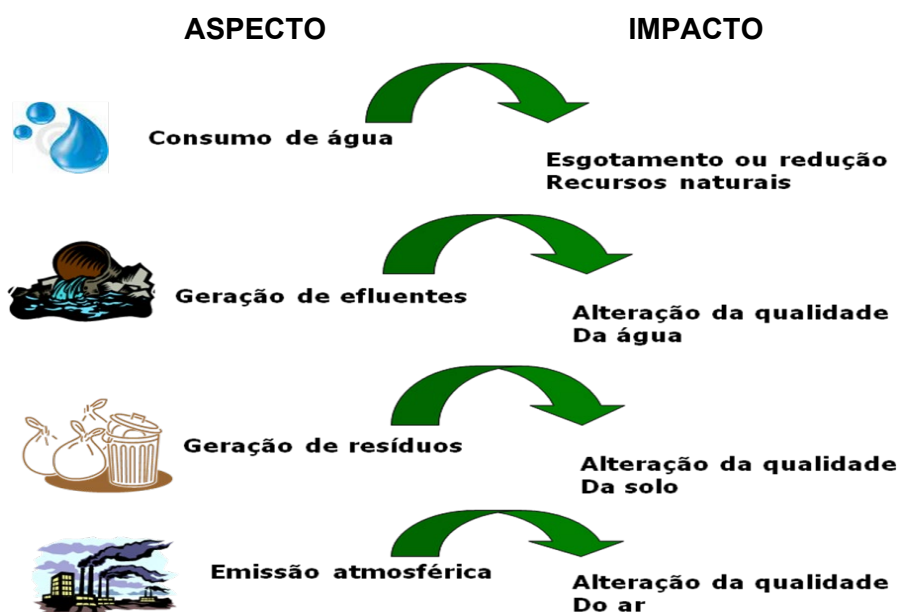 ASPECTO
IMPACTO
Consumo de água
Esgotamento ou redução
Recursos naturais
Geração de efluentes
Alteração da qualidade
Da água
Geração de resíduos
Alteração da qualidade
Da solo
Emissão atmosférica
Alteração da qualidade
Do ar